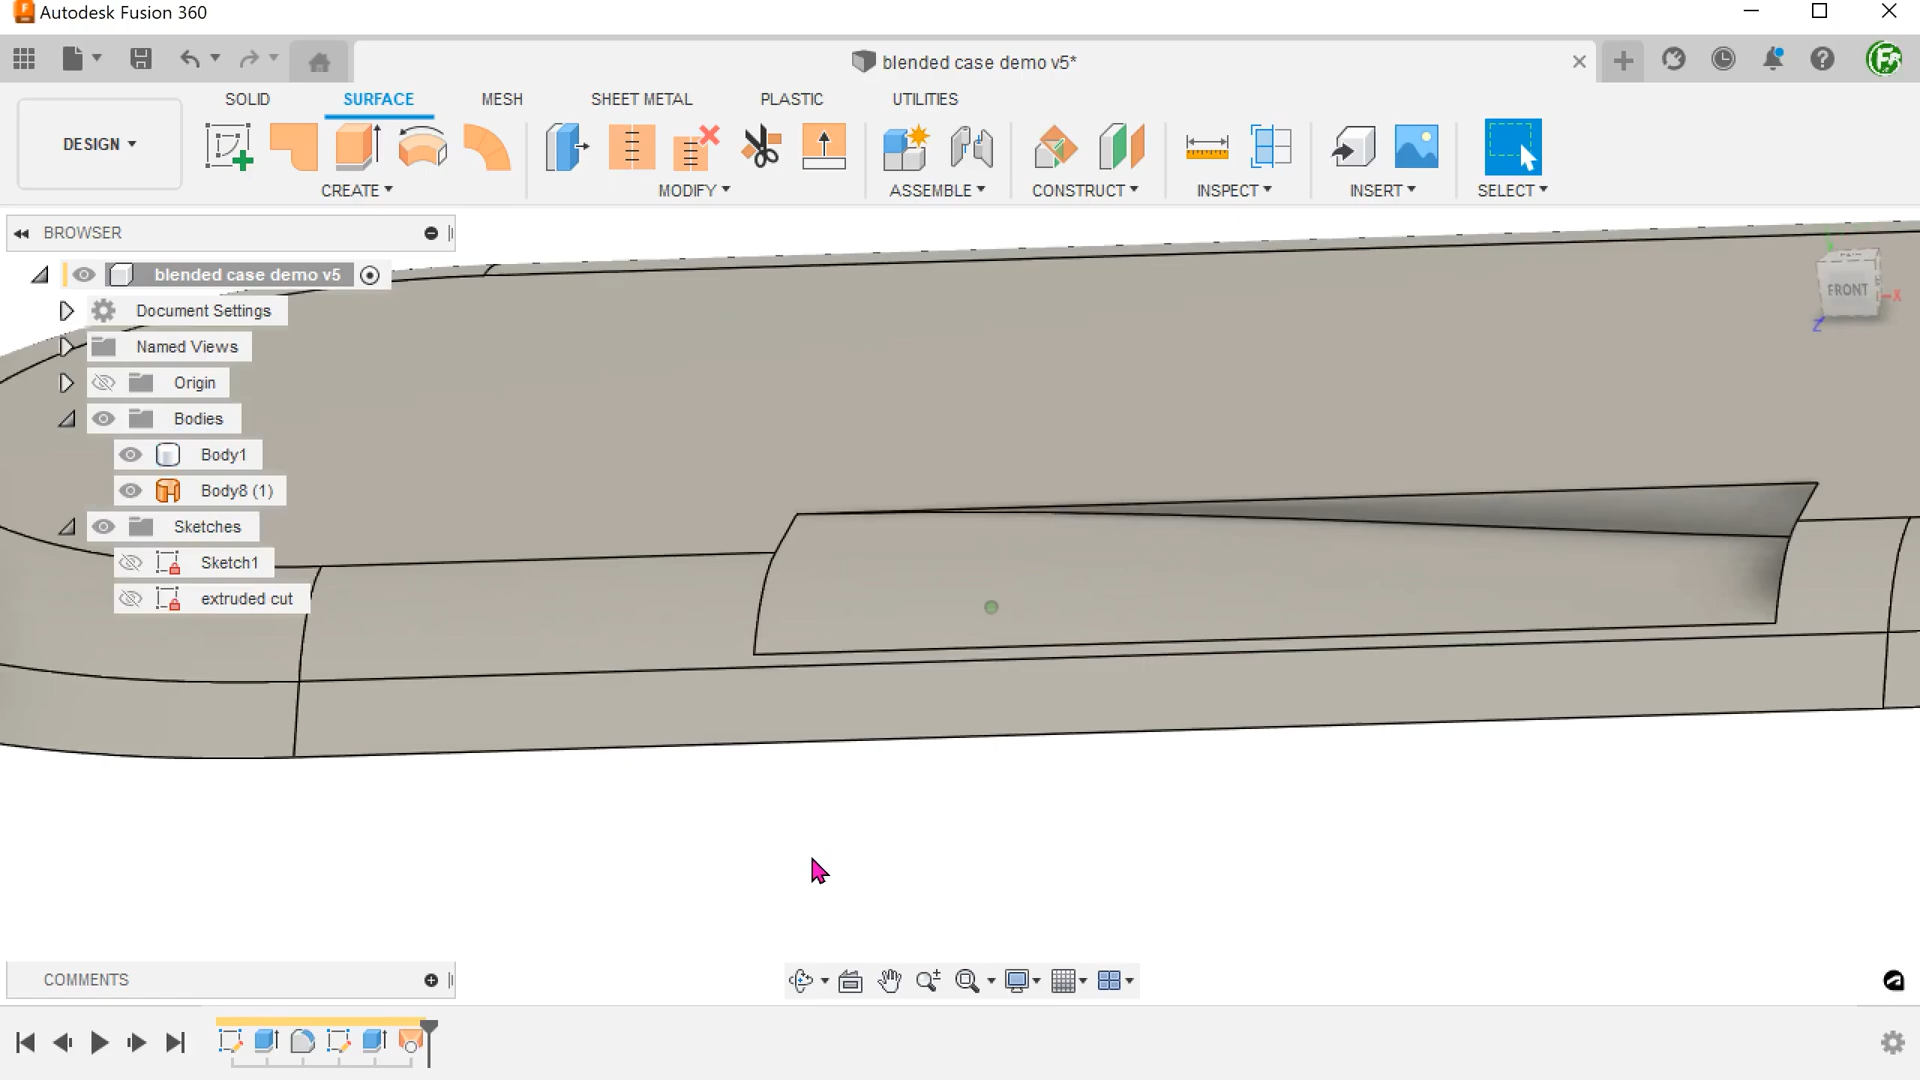 Autodesk Fusion 360
blended case demo v5*
SOLID SURFACE MESH SHEET METAL PLASTIC UTILITIES
DESIGN
CREATE MODIFY ASSEMBLE CONSTRUCT INSPECT INSERT SELECT
BROWSER
blended case demo v5
Document Settings
Named Views
Origin
Bodies
Body1
Body8 (1)
Sketches
Sketch1
extruded cut
FRONT
X
Z
COMMENTS